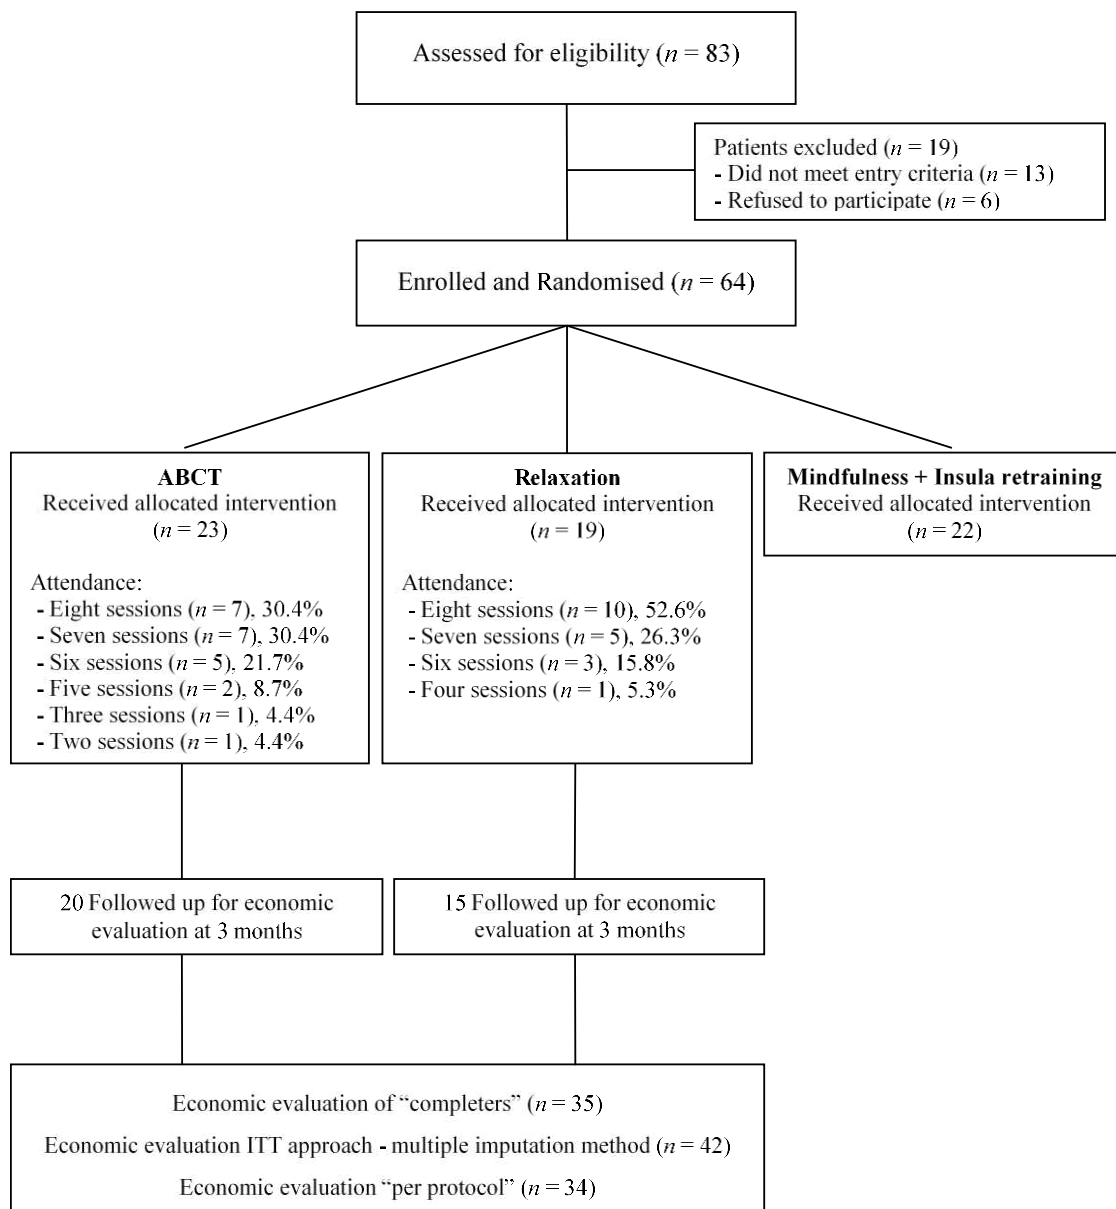 Assessed for eligibility (n = 83)
Patients excluded (n = 19)
- Did not meet entry criteria (n = 13)
- Refused to participate (n = 6)
Enrolled and Randomised (n = 64)
ABCT
Received allocated intervention
(n = 23)
Attendance:
- Eight sessions (n = 7), 30.4%
- Seven sessions (n = 7), 30.4%
- Six sessions (n = 5), 21.7%
- Five sessions (n = 2), 8.7%
- Three sessions (n = 1), 4.4%
- Two sessions (n = 1), 4.4%
Relaxation
Received allocated intervention
(n = 19)
Attendance:
- Eight sessions (n = 10), 52.6%
- Seven sessions (n = 5), 26.3%
- Six sessions (n = 3), 15.8%
- Four sessions (n = 1), 5.3%
Mindfulness + Insula retraining
Received allocated intervention
(n = 22)
20 Followed up for economic
evaluation at 3 months
15 Followed up for economic
evaluation at 3 months
Economic evaluation of “completers” (n = 35)
Economic evaluation ITT approach - multiple imputation method (n = 42)
Economic evaluation “per protocol” (n = 34)